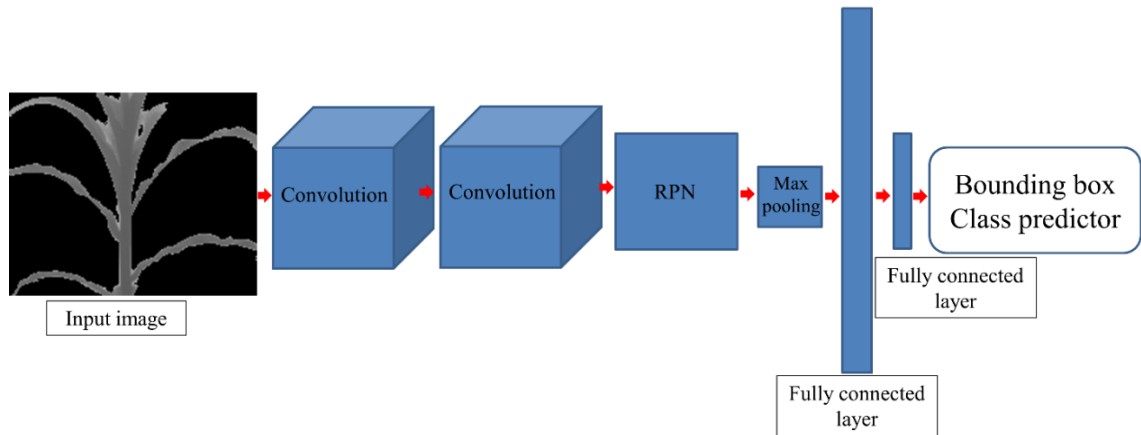 Input image
Convolution
Convolution
RPN
Max
pooling
Fully connected
layer
Fully connected
layer
Bounding box
Class predictor